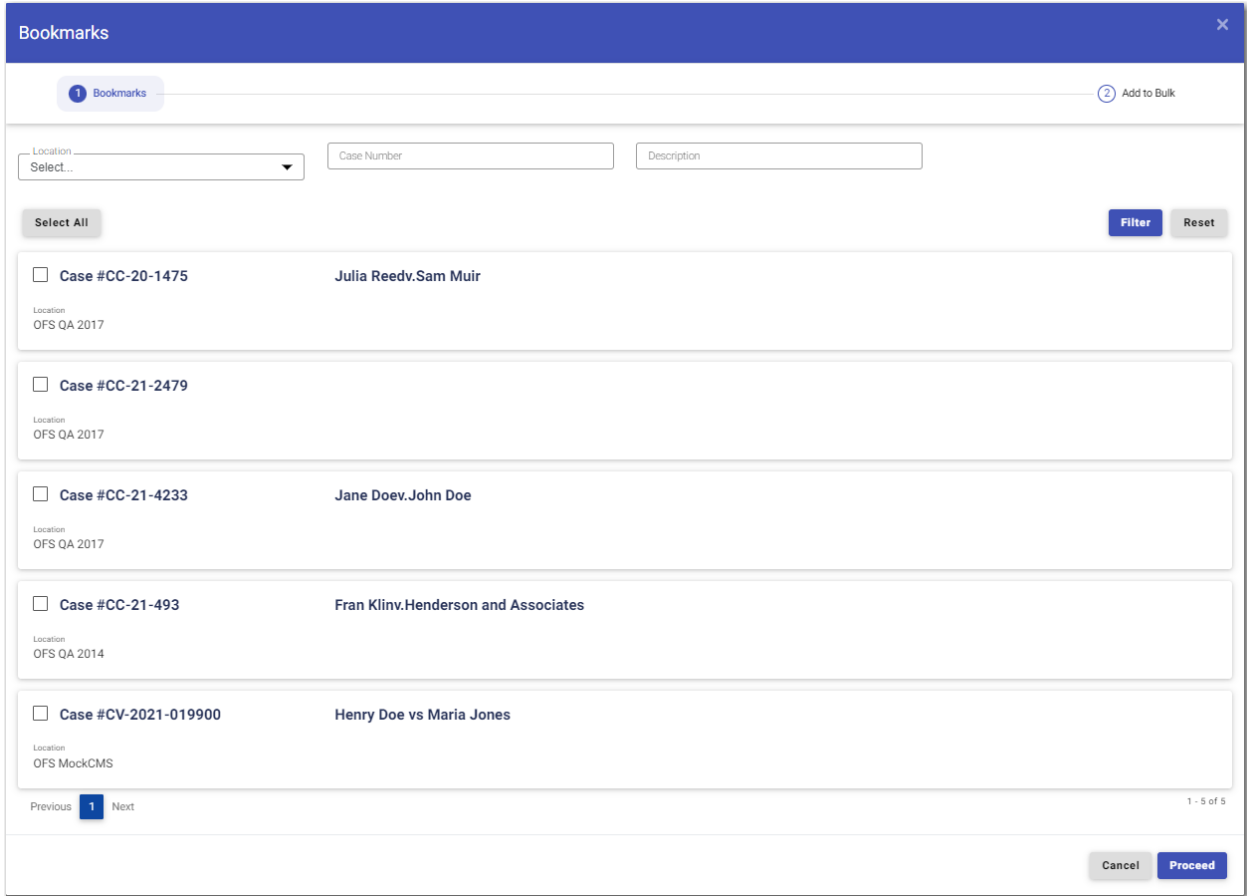 Bookmarks ×
1 Bookmarks 2 Add to Bulk
Location
Select... Case Number Description
Select All Filter Reset
Case #CC-20-1475 Julia Reedv.Sam Muir
Location
OFS QA 2017
Case #CC-21-2479
Location
OFS QA 2017
Case #CC-21-4233 Jane Doev.John Doe
Location
OFS QA 2017
Case #CC-21-493 Fran Klinv.Henderson and Associates
Location
OFS QA 2014
Case #CV-2021-019900 Henry Doe vs Maria Jones
Location
OFS MockCMS
Previous 1 Next 1 - 5 of 5
Cancel Proceed